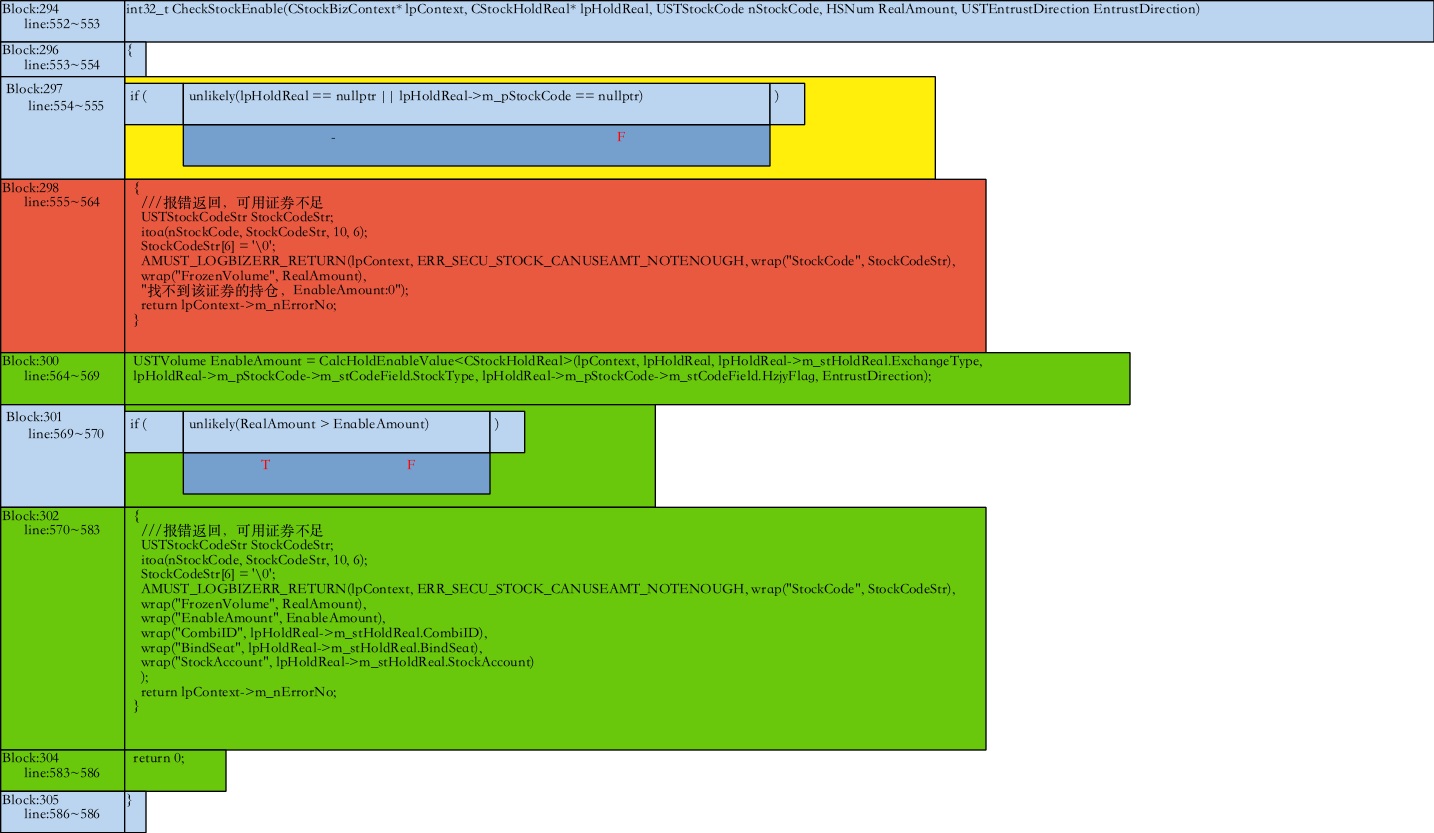 Block:294
line:552~553
int32_t CheckStockEnable(CStockBizContext* lpContext, CStockHoldReal* lpHoldReal, USTStockCode nStockCode, HSNum RealAmount, USTEntrustDirection EntrustDirection)
Block:296
line:553~554
{
Block:297
line:554~555
if ( unlikely(lpHoldReal == nullptr || lpHoldReal->m_pStockCode == nullptr) )
- F
Block:298
line:555~564
{
///报错返回，可用证券不足
USTStockCodeStr StockCodeStr;
itoa(nStockCode, StockCodeStr, 10, 6);
StockCodeStr[6] = '\0';
AMUST_LOGBIZERR_RETURN(lpContext, ERR_SECU_STOCK_CANUSEAMT_NOTENOUGH, wrap("StockCode", StockCodeStr),
wrap("FrozenVolume", RealAmount),
"找不到该证券的持仓，EnableAmount:0");
return lpContext->m_nErrorNo;
}
Block:300
line:564~569
USTVolume EnableAmount = CalcHoldEnableValue<CStockHoldReal>(lpContext, lpHoldReal, lpHoldReal->m_stHoldReal.ExchangeType,
lpHoldReal->m_pStockCode->m_stCodeField.StockType, lpHoldReal->m_pStockCode->m_stCodeField.HzjyFlag, EntrustDirection);
Block:301
line:569~570
if ( unlikely(RealAmount > EnableAmount) )
T F
Block:302
line:570~583
{
///报错返回，可用证券不足
USTStockCodeStr StockCodeStr;
itoa(nStockCode, StockCodeStr, 10, 6);
StockCodeStr[6] = '\0';
AMUST_LOGBIZERR_RETURN(lpContext, ERR_SECU_STOCK_CANUSEAMT_NOTENOUGH, wrap("StockCode", StockCodeStr),
wrap("FrozenVolume", RealAmount),
wrap("EnableAmount", EnableAmount),
wrap("CombiID", lpHoldReal->m_stHoldReal.CombiID),
wrap("BindSeat", lpHoldReal->m_stHoldReal.BindSeat),
wrap("StockAccount", lpHoldReal->m_stHoldReal.StockAccount)
);
return lpContext->m_nErrorNo;
}
Block:304
line:583~586
return 0;
Block:305
line:586~586
}